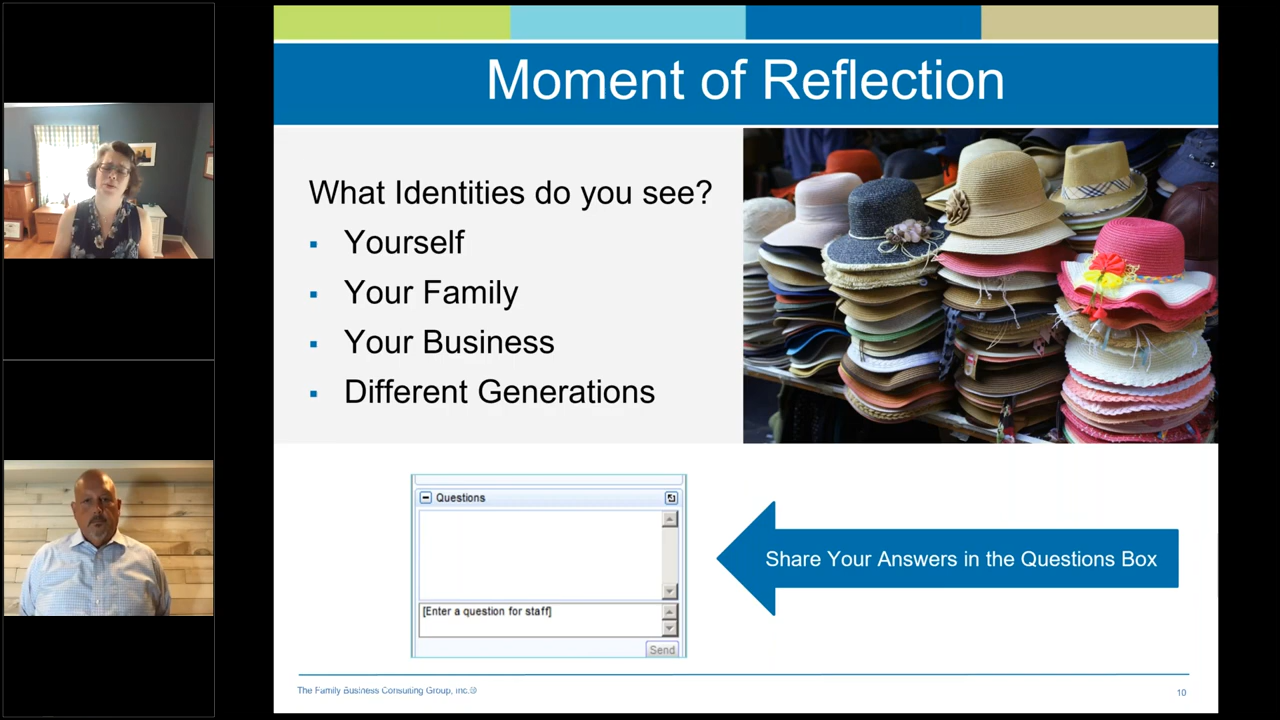 Moment of Reflection
What Identities do you see?
▪ Yourself
▪ Your Family
▪ Your Business
▪ Different Generations
Questions
[Enter a question for staff]
Send
Share Your Answers in the Questions Box
The Family Business Consulting Group, Inc.®
10